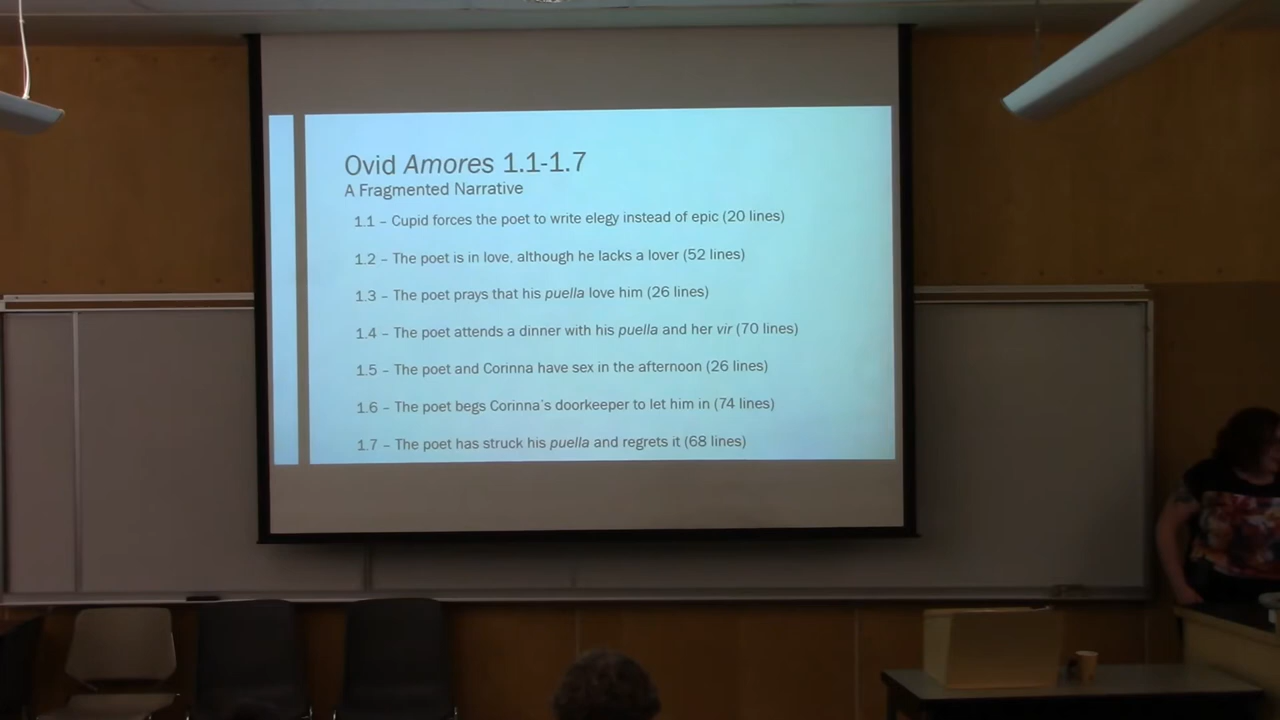 Ovid Amores 1.1-1.7
A Fragmented Narrative
1.1 – Cupid forces the poet to write elegy instead of epic (20 lines)
1.2 – The poet is in love, although he lacks a lover (52 lines)
1.3 – The poet prays that his puella love him (26 lines)
1.4 – The poet attends a dinner with his puella and her vir (70 lines)
1.5 – The poet and Corinna have sex in the afternoon (26 lines)
1.6 – The poet begs Corinna's doorkeeper to let him in (74 lines)
1.7 – The poet has struck his puella and regrets it (68 lines)